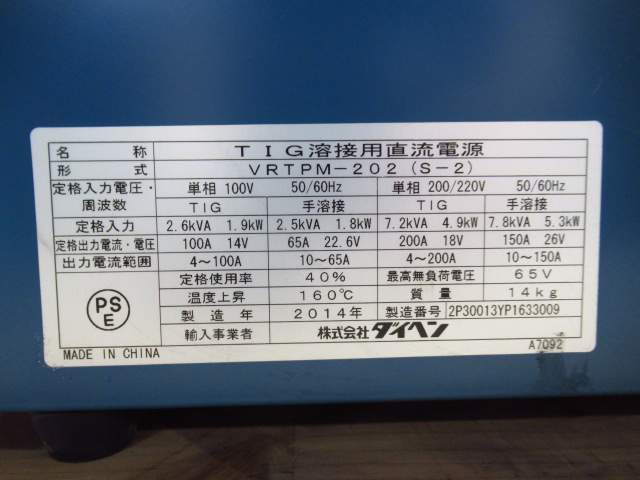 名称 TIG溶接用直流電源
形式 VRTPM-202(S-2)
定格入力電圧・周波数 単相 100V 50/60Hz 単相 200/220V 50/60Hz
TIG 手溶接 TIG 手溶接
定格入力 2.6kVA 1.9kW 2.5kVA 1.8kW 7.2kVA 4.9kW 7.8kVA 5.3kW
定格出力電流・電圧 100A 14V 65A 22.6V 200A 18V 150A 26V
出力電流範囲 4～100A 10～65A 4～200A 10～150A
定格使用率 40% 最高無負荷電圧 65V
温度上昇 160℃ 質量 14kg
製造年 2014年 製造番号 2P30013YP1633009
輸入事業者 株式会社ダイヘン
PS
E
MADE IN CHINA
A7092